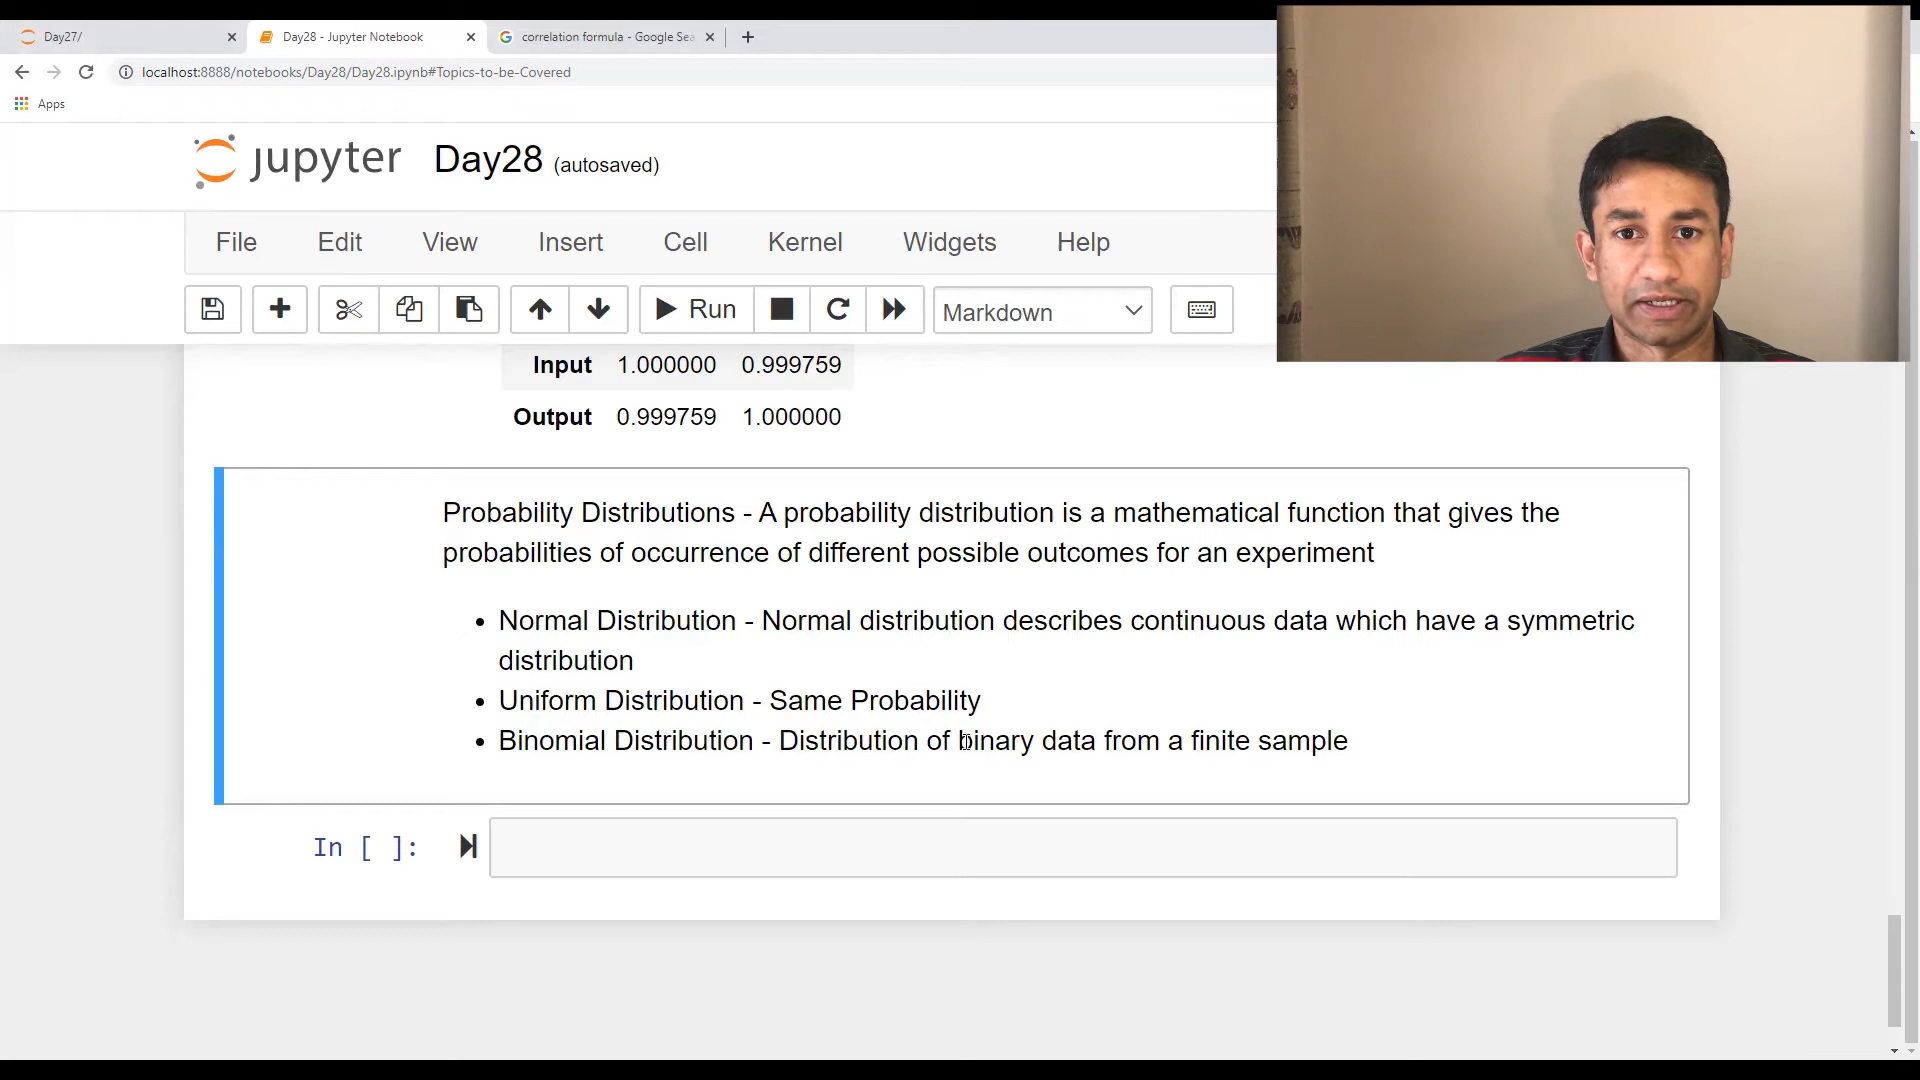 Day27/
Day28 - Jupyter Notebook
correlation formula - Google Sea
localhost:8888/notebooks/Day28/Day28.ipynb#Topics-to-be-Covered
Apps
jupyter Day28 (autosaved)
File Edit View Insert Cell Kernel Widgets Help
Run Markdown
Input 1.000000 0.999759
Output 0.999759 1.000000
Probability Distributions - A probability distribution is a mathematical function that gives the
probabilities of occurrence of different possible outcomes for an experiment
• Normal Distribution - Normal distribution describes continuous data which have a symmetric
distribution
• Uniform Distribution - Same Probability
• Binomial Distribution - Distribution of binary data from a finite sample
In [ ]: